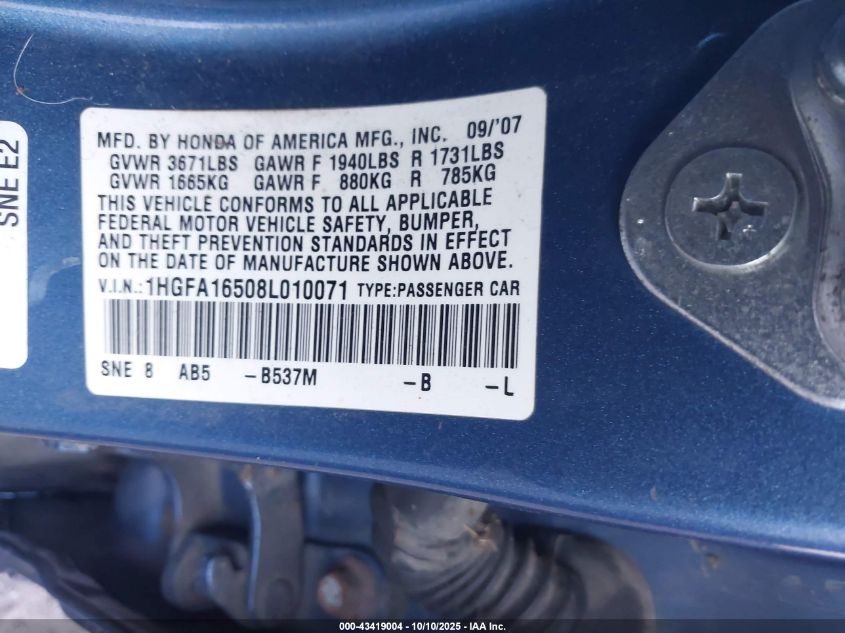 SNE E2
MFD. BY HONDA OF AMERICA MFG., INC. 09/'07
GVWR 3671LBS GAWR F 1940LBS R 1731LBS
GVWR 1665KG GAWR F 880KG R 785KG
THIS VEHICLE CONFORMS TO ALL APPLICABLE
FEDERAL MOTOR VEHICLE SAFETY, BUMPER,
AND THEFT PREVENTION STANDARDS IN EFFECT
ON THE DATE OF MANUFACTURE SHOWN ABOVE.
V.I.N.:1HGFA16508L010071 TYPE:PASSENGER CAR
SNE 8 AB5 -B537M -B -L
000-43419004 - 10/10/2025 - IAA Inc.